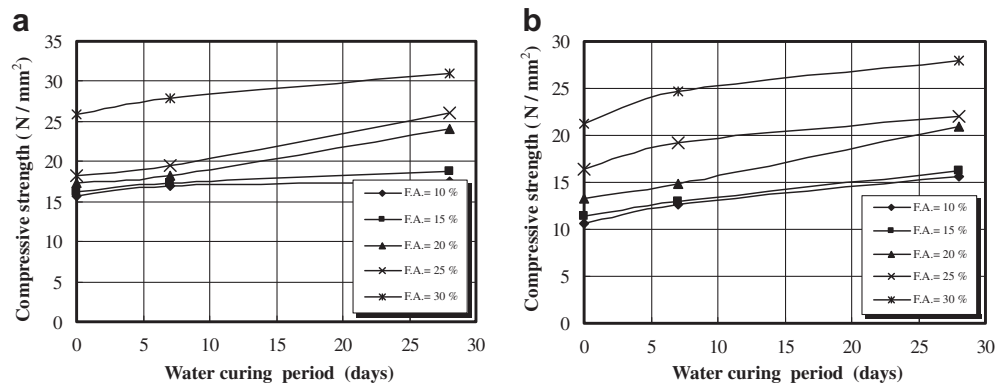 a
Compressive strength ( N / mm²)
35
30
25
20
15
10
5
0
F.A.= 10 %
F.A.= 15 %
F.A.= 20 %
F.A.= 25 %
F.A.= 30 %
0 5 10 15 20 25 30
Water curing period (days)
b
Compressive strength ( N / mm²)
30
25
20
15
10
5
0
F.A.= 10 %
F.A.= 15 %
F.A.= 20 %
F.A.= 25 %
F.A.= 30 %
0 5 10 15 20 25 30
Water curing period (days)